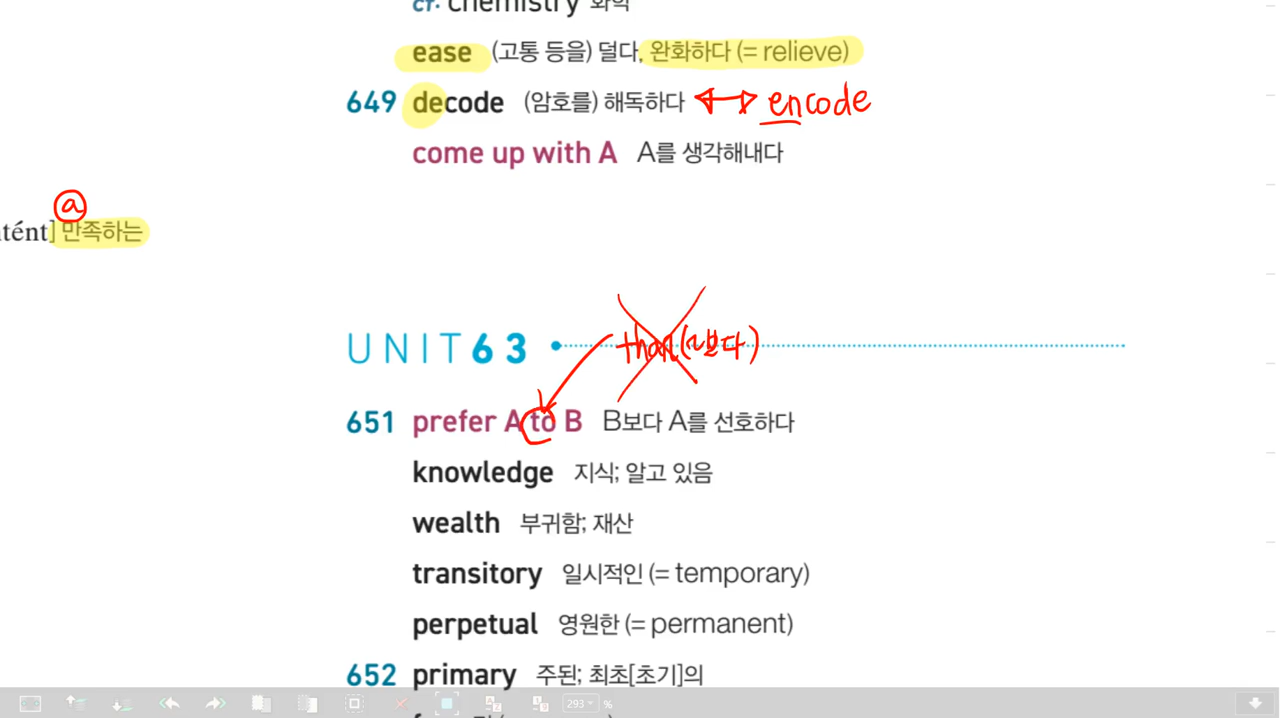 cf. chemistry 화학
ease (고통 등을) 덜다, 완화하다 (= relieve)
649 decode (암호를) 해독하다 ↔ encode
come up with A A를 생각해내다
ⓐ
ntént] 만족하는
UNIT 63 than (~보다)
651 prefer A to B B보다 A를 선호하다
knowledge 지식; 알고 있음
wealth 부귀함; 재산
transitory 일시적인 (= temporary)
perpetual 영원한 (= permanent)
652 primary 주된; 최초[초기]의
293 %